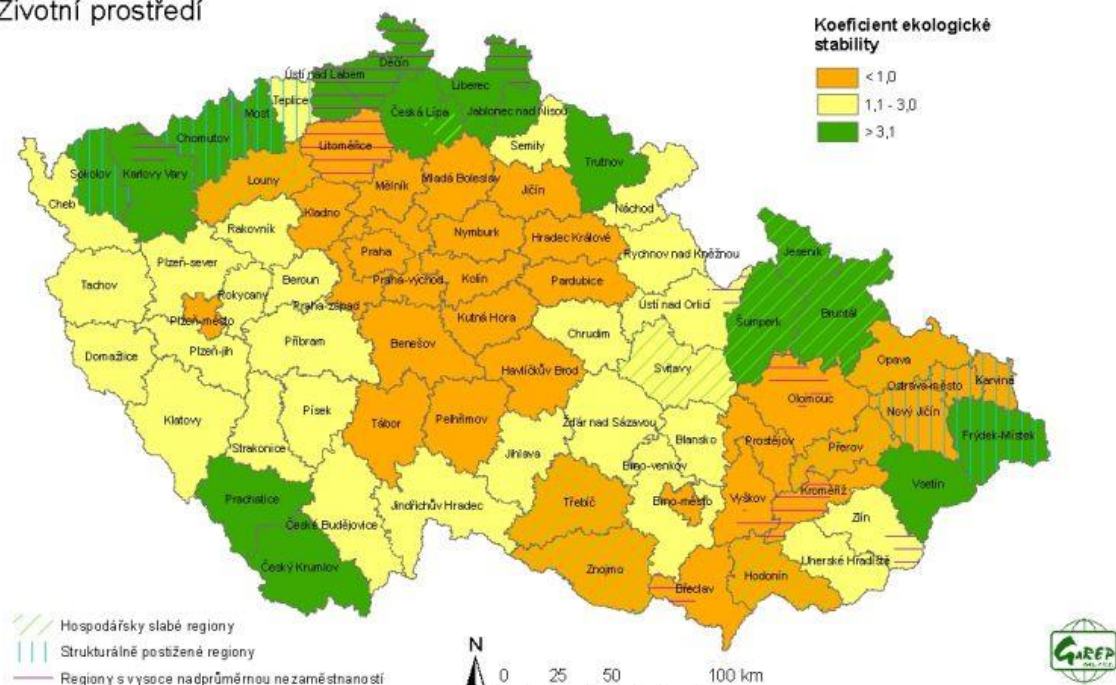 Životní prostředí
Koeficient ekologické
stability
< 1,0
1,1 - 3,0
> 3,1
Děčín
Ústí nad Labem
Liberec
Teplice
Česká Lípa
Jablonec nad Nisou
Most
Chomutov
Litoměřice
Semily
Trutnov
Sokolov
Karlovy Vary
Louny
Mělník
Mladá Boleslav
Jičín
Cheb
Kladno
Náchod
Rakovník
Nymburk
Hradec Králové
Praha
Rychnov nad Kněžnou
Jeseník
Plzeň-sever
Beroun
Praha-východ
Kolín
Pardubice
Tachov
Rokycany
Praha-západ
Ústí nad Orlicí
Šumperk
Bruntál
Plzeň-město
Kutná Hora
Chrudim
Příbram
Benešov
Domažlice
Plzeň-jih
Opava
Havlíčkův Brod
Svitavy
Ostrava-město
Karviná
Olomouc
Nový Jičín
Klatovy
Písek
Tábor
Pelhřimov
Žďár nad Sázavou
Blansko
Prostějov
Přerov
Frýdek-Místek
Strakonice
Jihlava
Brno-venkov
Vsetín
Prachatice
Jindřichův Hradec
Třebíč
Brno-město
Vyškov
Kroměříž
České Budějovice
Zlín
Český Krumlov
Znojmo
Uherské Hradiště
Břeclav
Hodonín
Hospodářsky slabé regiony
Strukturálně postižené regiony
Regiony s vysoce nadprůměrnou nezaměstnaností
N
0 25 50 100 km
GaREP